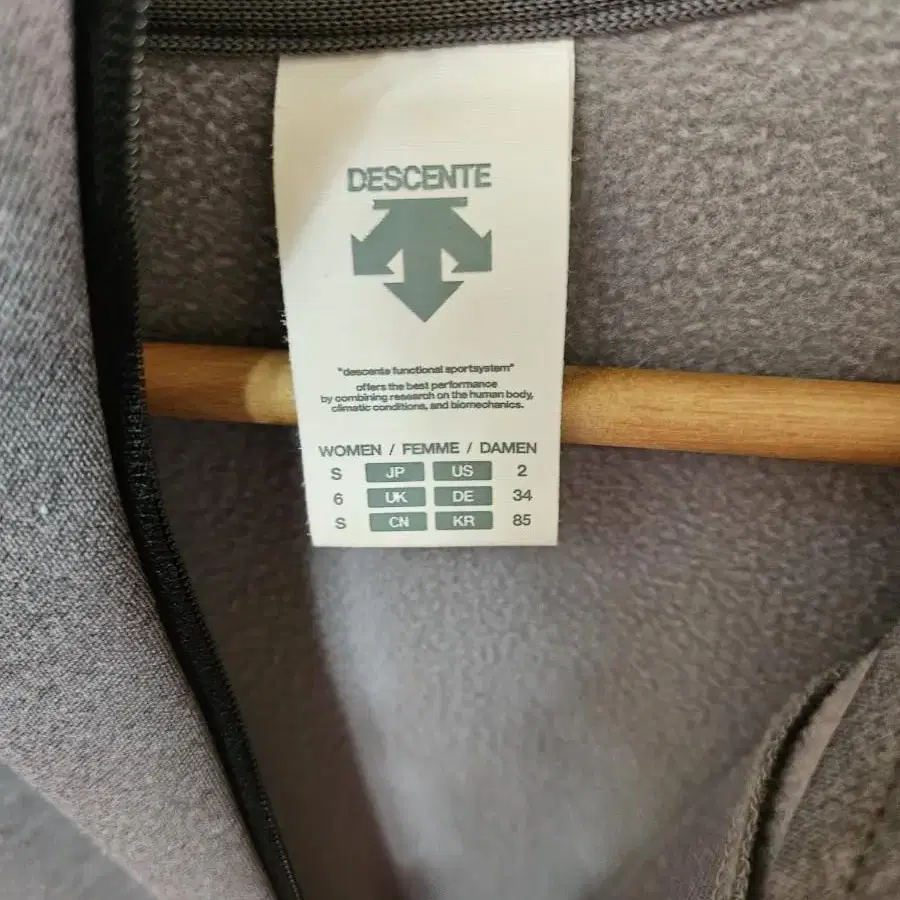 DESCENTE
"descente functional sportsystem"
offers the best performance
by combining research on the human body,
climatic conditions, and biomechanics.
WOMEN / FEMME / DAMEN
S JP US 2
6 UK DE 34
S CN KR 85